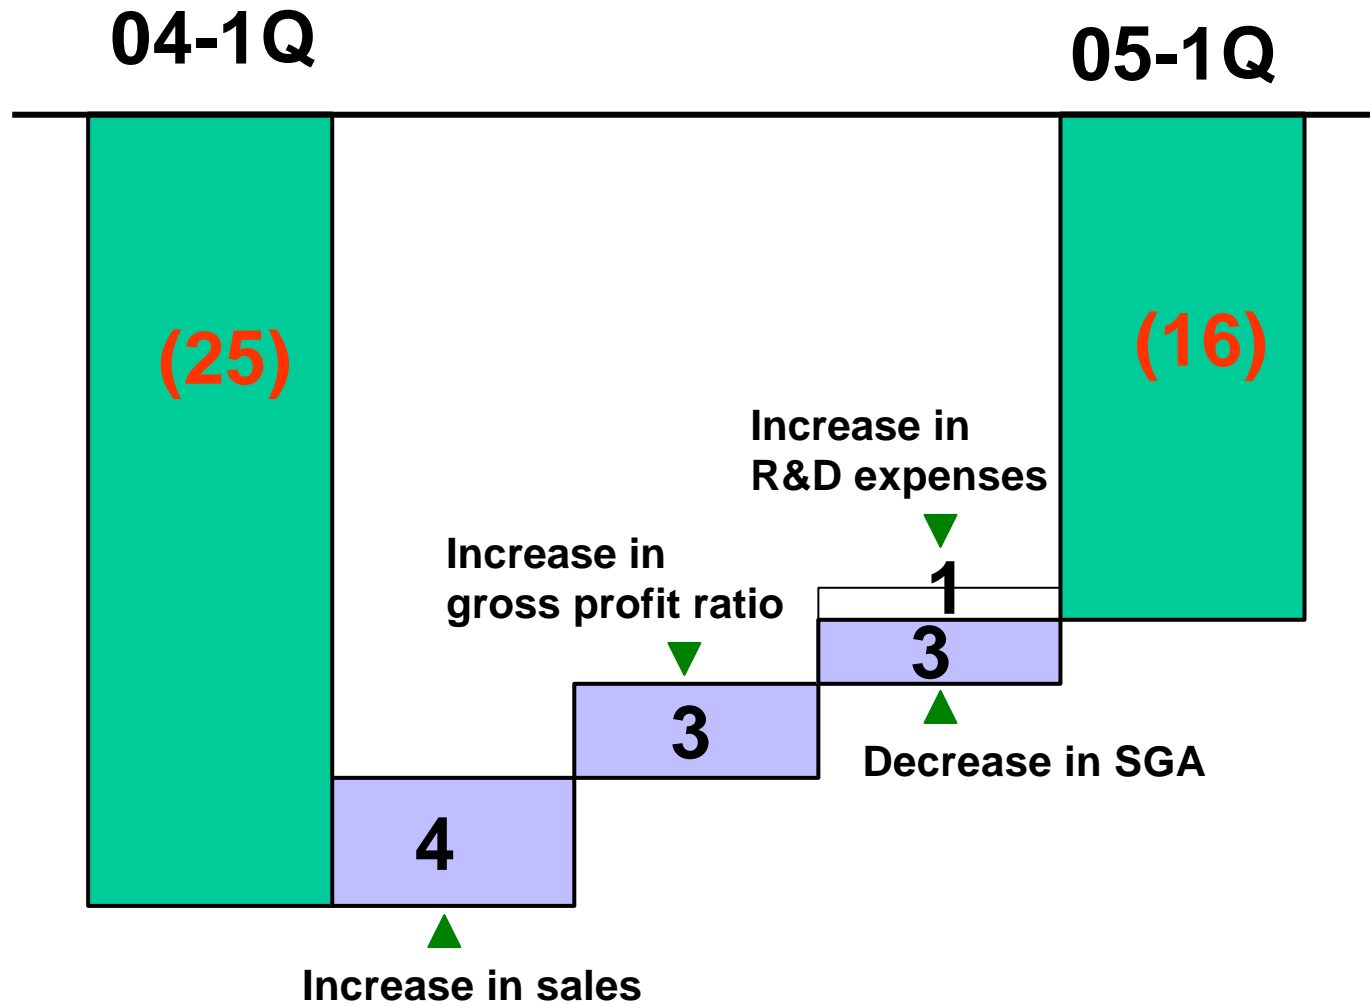 04-1Q
05-1Q
(25)
(16)
Increase in
R&D expenses
1
Increase in
gross profit ratio
3
3
Decrease in SGA
4
Increase in sales